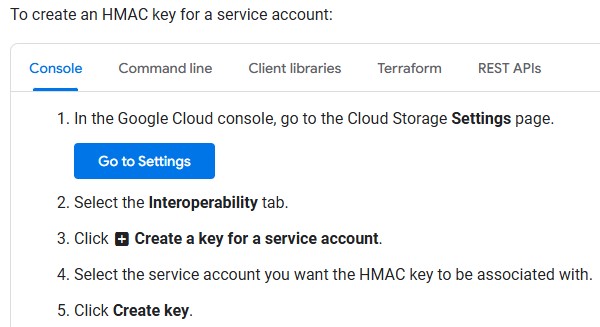 To create an HMAC key for a service account:
Console Command line Client libraries Terraform REST APIs
1. In the Google Cloud console, go to the Cloud Storage Settings page.
Go to Settings
2. Select the Interoperability tab.
3. Click + Create a key for a service account.
4. Select the service account you want the HMAC key to be associated with.
5. Click Create key.